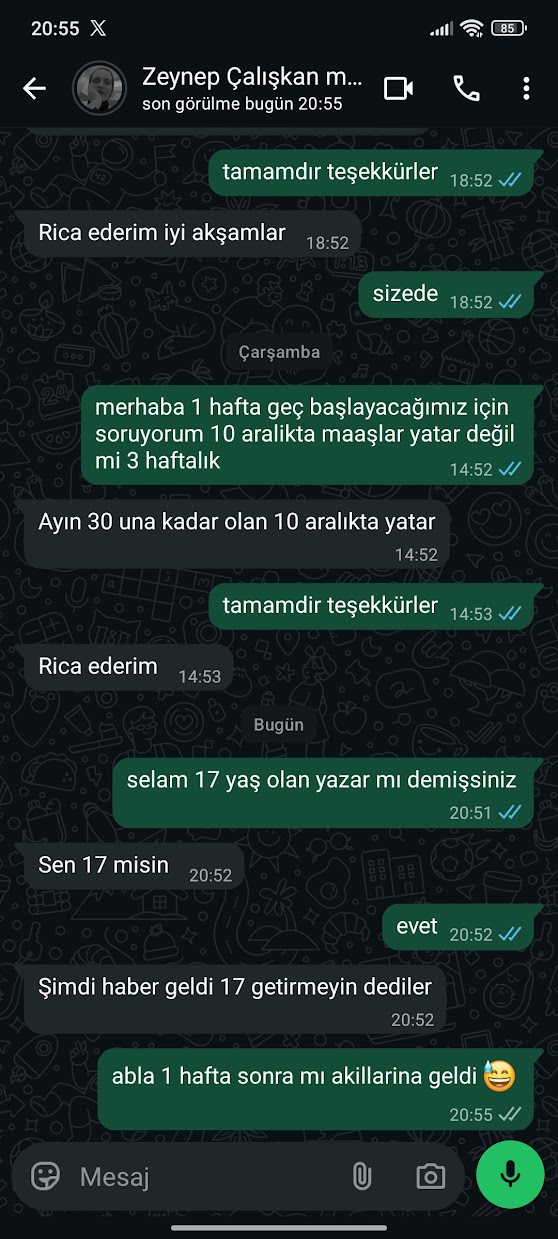 20:55
85
Zeynep Çalışkan m...
son görülme bugün 20:55
tamamdır teşekkürler 18:52
Rica ederim iyi akşamlar 18:52
sizede 18:52
Çarşamba
merhaba 1 hafta geç başlayacağımız için
soruyorum 10 aralikta maaşlar yatar değil
mi 3 haftalık 14:52
Ayın 30 una kadar olan 10 aralıkta yatar
14:52
tamamdir teşekkürler 14:53
Rica ederim 14:53
Bugün
selam 17 yaş olan yazar mı demişsiniz
20:51
Sen 17 misin 20:52
evet 20:52
Şimdi haber geldi 17 getirmeyin dediler
20:52
abla 1 hafta sonra mı akillarina geldi 😅
20:55
Mesaj